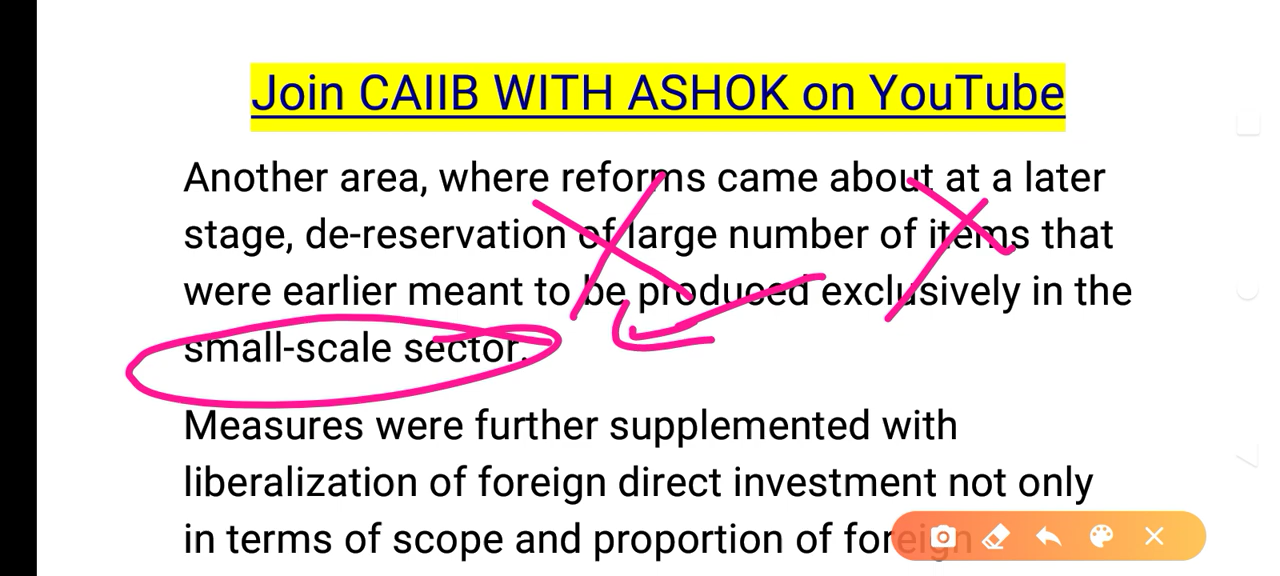 Join CAIIB WITH ASHOK on YouTube
Another area, where reforms came about at a later
stage, de-reservation of large number of items that
were earlier meant to be produced exclusively in the
small-scale sector.
Measures were further supplemented with
liberalization of foreign direct investment not only
in terms of scope and proportion of foreign